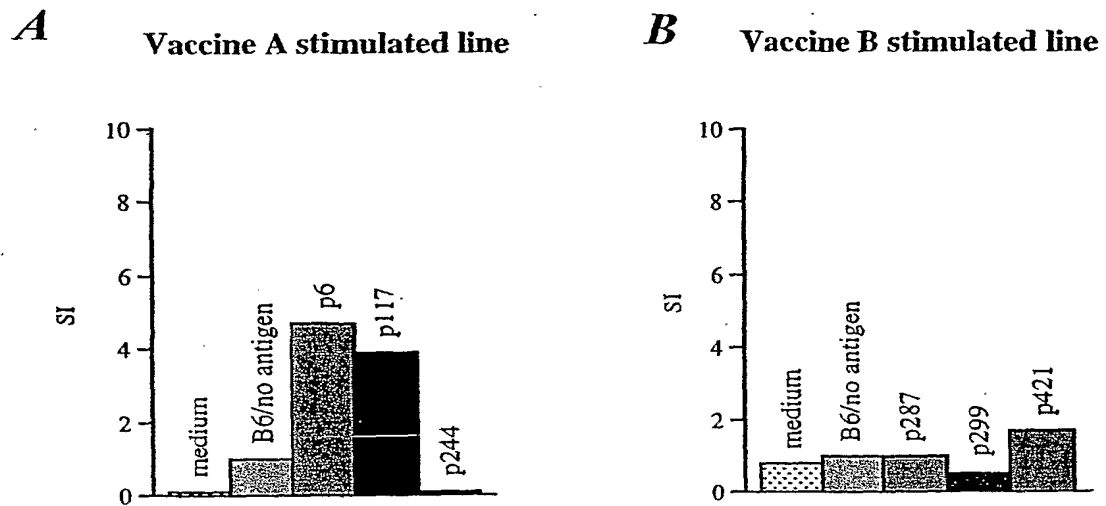 A
Vaccine A stimulated line
10
8
6
4
2
0
SI
medium
B6/no antigen
p6
p117
p244
B
Vaccine B stimulated line
10
8
6
4
2
0
SI
medium
B6/no antigen
p287
p299
p421